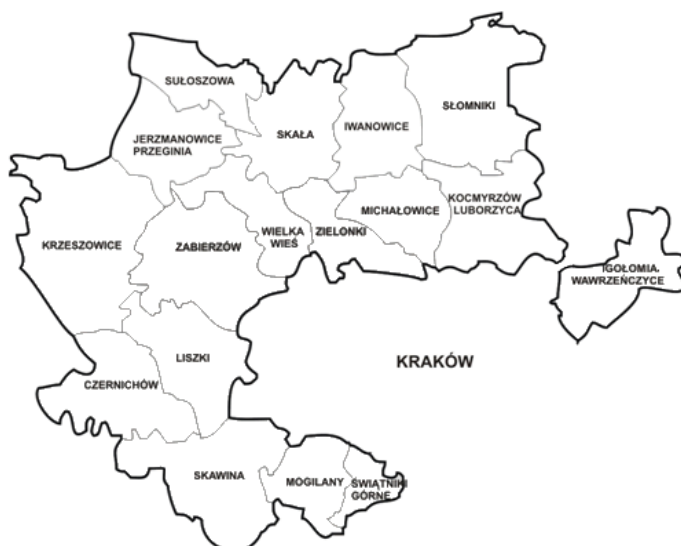 SUŁOSZOWA
SŁOMNIKI
IWANOWICE
SKAŁA
JERZMANOWICE
PRZEGINIA
KOCMYRZÓW
LUBORZYCA
MICHAŁOWICE
WIELKA
WIEŚ
ZIELONKI
KRZESZOWICE
ZABIERZÓW
IGOŁOMIA
WAWRZEŃCZYCE
LISZKI
KRAKÓW
CZERNICHÓW
SKAWINA
MOGILANY
ŚWIĄTNIKI
GÓRNE